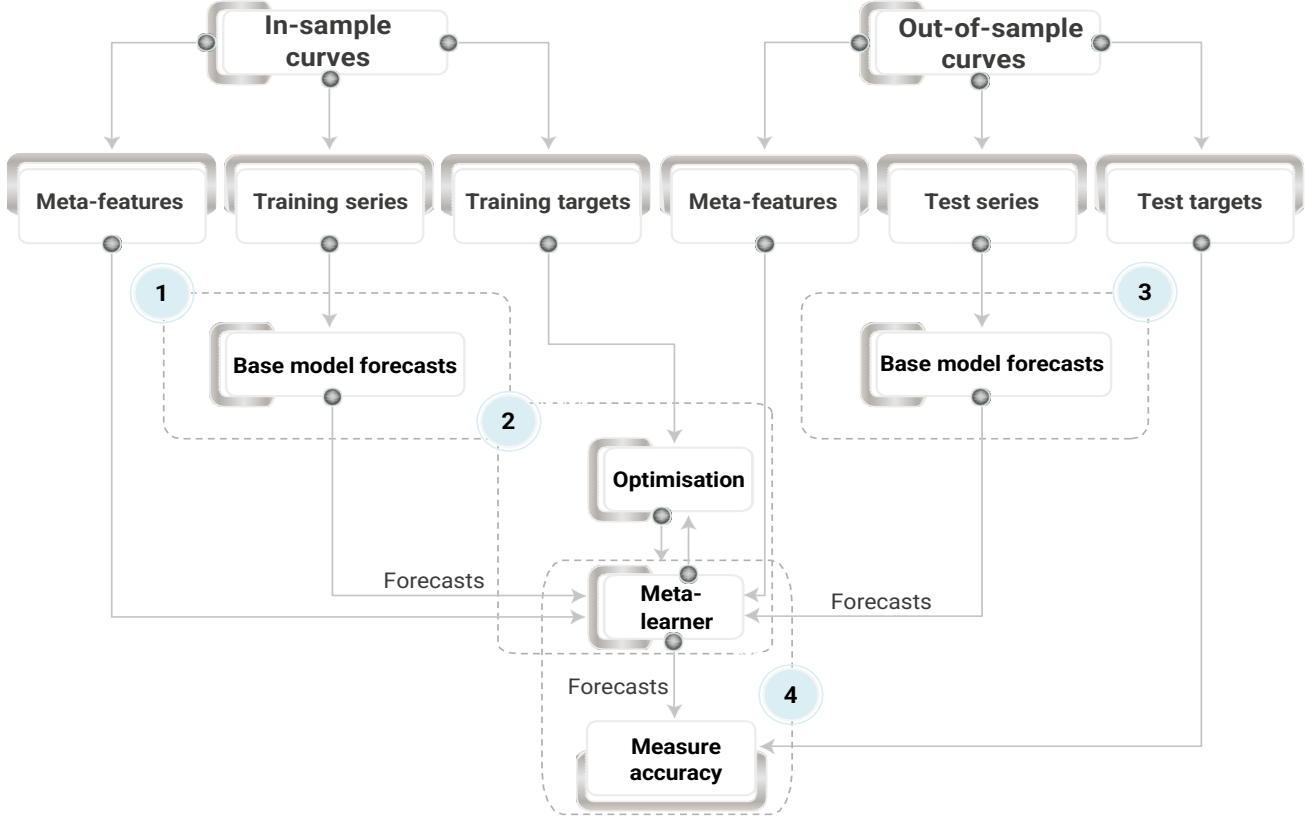 In-sample
curves
Out-of-sample
curves
Meta-features
Training series
Training targets
Meta-features
Test series
Test targets
1
3
Base model forecasts
Base model forecasts
2
Optimisation
Forecasts
Meta-
learner
Forecasts
Forecasts
4
Measure
accuracy